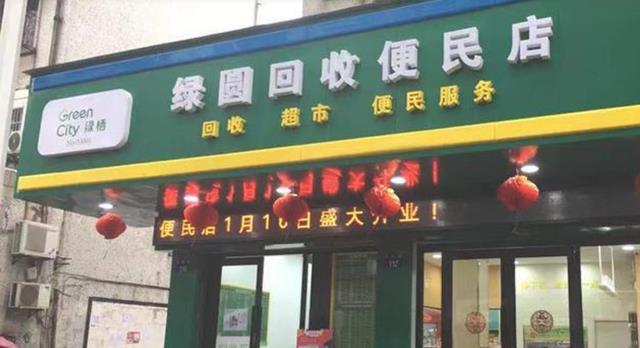 绿圆回收便民店
Green
City 绿栖
回收 超市 便民服务
便民店1月16日盛大开业！